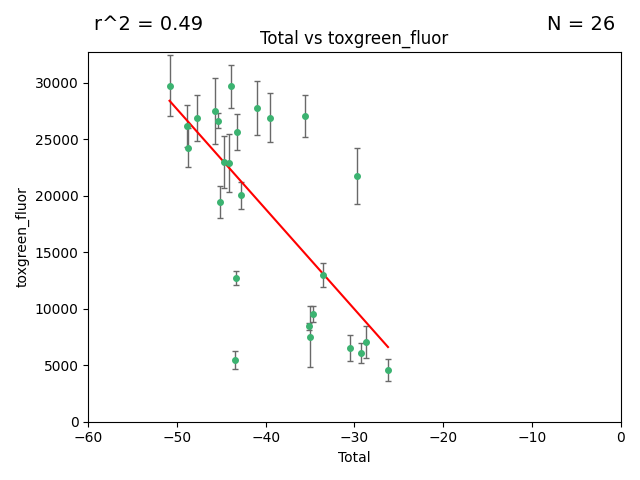 r^2 = 0.49
N = 26
Total vs toxgreen_fluor
toxgreen_fluor
30000
25000
20000
15000
10000
5000
0
−60
−50
−40
−30
−20
−10
0
Total